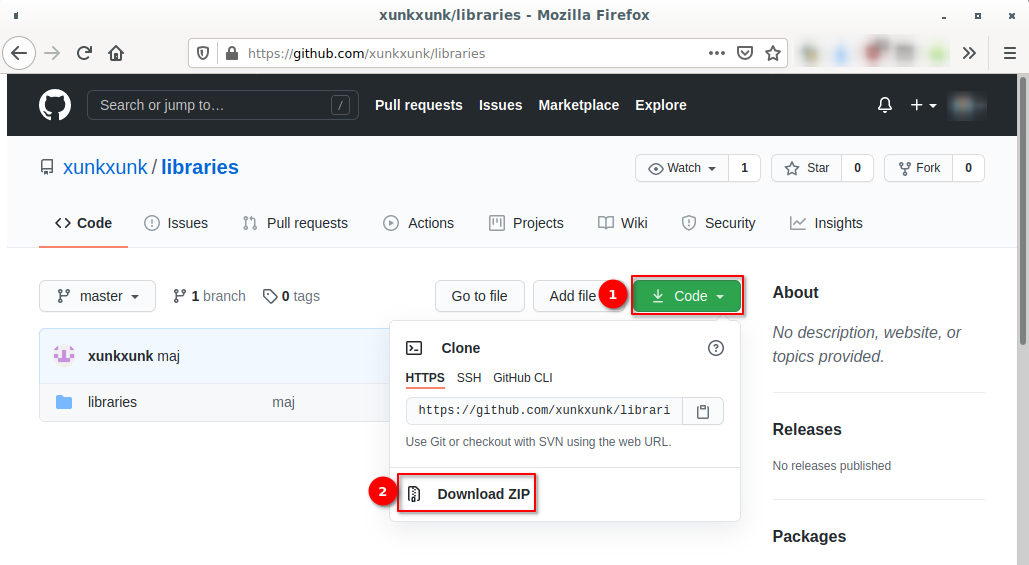 xunkxunk/libraries - Mozilla Firefox
https://github.com/xunkxunk/libraries
Search or jump to… / Pull requests Issues Marketplace Explore
xunkxunk / libraries Watch 1 Star 0 Fork 0
Code Issues Pull requests Actions Projects Wiki Security Insights
master 1 branch 0 tags Go to file Add file 1 Code About
No description, website, or
topics provided.
xunkxunk maj
Clone
HTTPS SSH GitHub CLI
libraries maj
https://github.com/xunkxunk/librari
Use Git or checkout with SVN using the web URL.
Releases
No releases published
2 Download ZIP
Packages